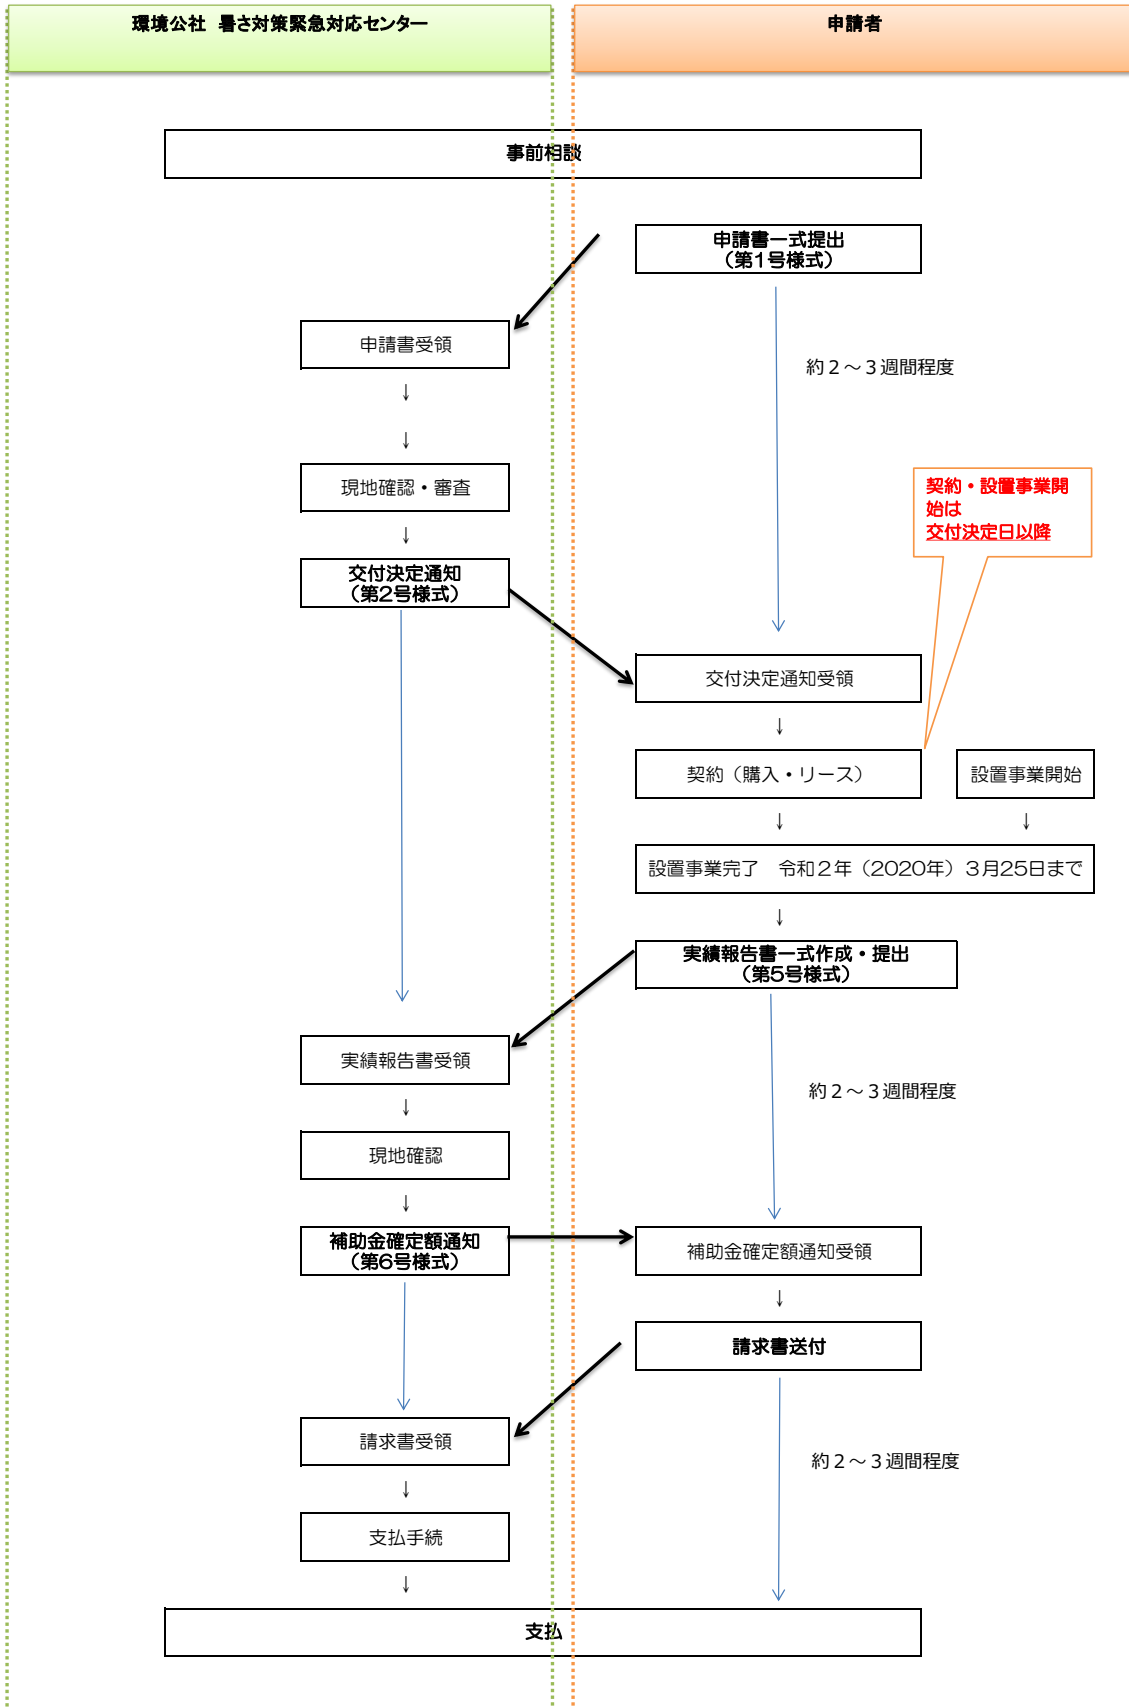 環境公社　暑さ対策緊急対応センター
申請者
事前相談
申請書一式提出
（第1号様式）
申請書受領
約２～３週間程度
↓
↓
現地確認・審査
契約・設置事業開
始は
交付決定日以降
↓
交付決定通知
（第2号様式）
交付決定通知受領
↓
契約（購入・リース）
設置事業開始
↓
↓
設置事業完了　令和２年（2020年）３月25日まで
↓
実績報告書一式作成・提出
（第5号様式）
実績報告書受領
約２～３週間程度
↓
現地確認
↓
補助金確定額通知
（第6号様式）
補助金確定額通知受領
↓
請求書送付
請求書受領
約２～３週間程度
↓
支払手続
↓
支払